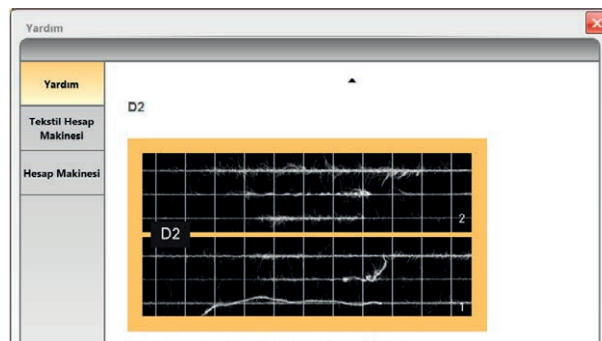 Yardım
Yardım
Tekstil Hesap
Makinesi
Hesap Makinesi
D2
2
D2
1